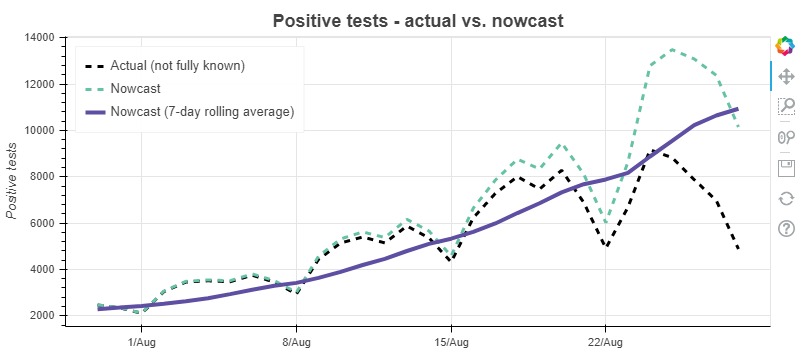 Positive tests - actual vs. nowcast
14000
12000
10000
8000
6000
4000
2000
Positive tests
Actual (not fully known)
Nowcast
Nowcast (7-day rolling average)
1/Aug
8/Aug
15/Aug
22/Aug